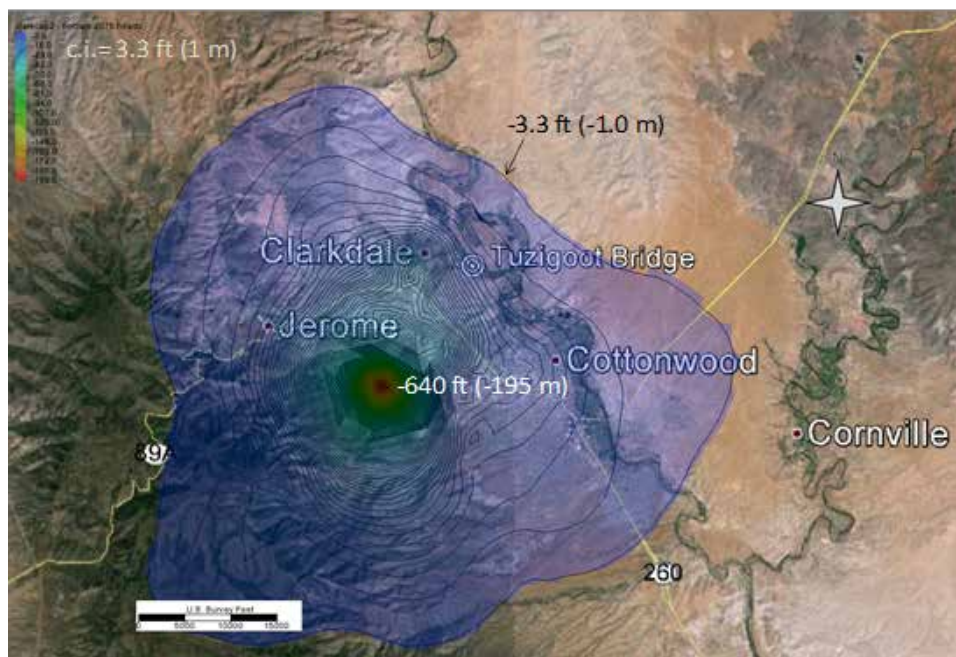 c.i.= 3.3 ft (1 m)
-3.3 ft (-1.0 m)
Clarkdale
Tuzigoot Bridge
Jerome
Cottonwood
-640 ft (-195 m)
Cornville
89A
260
U.S. Survey Feet
0 5000 10000 15000